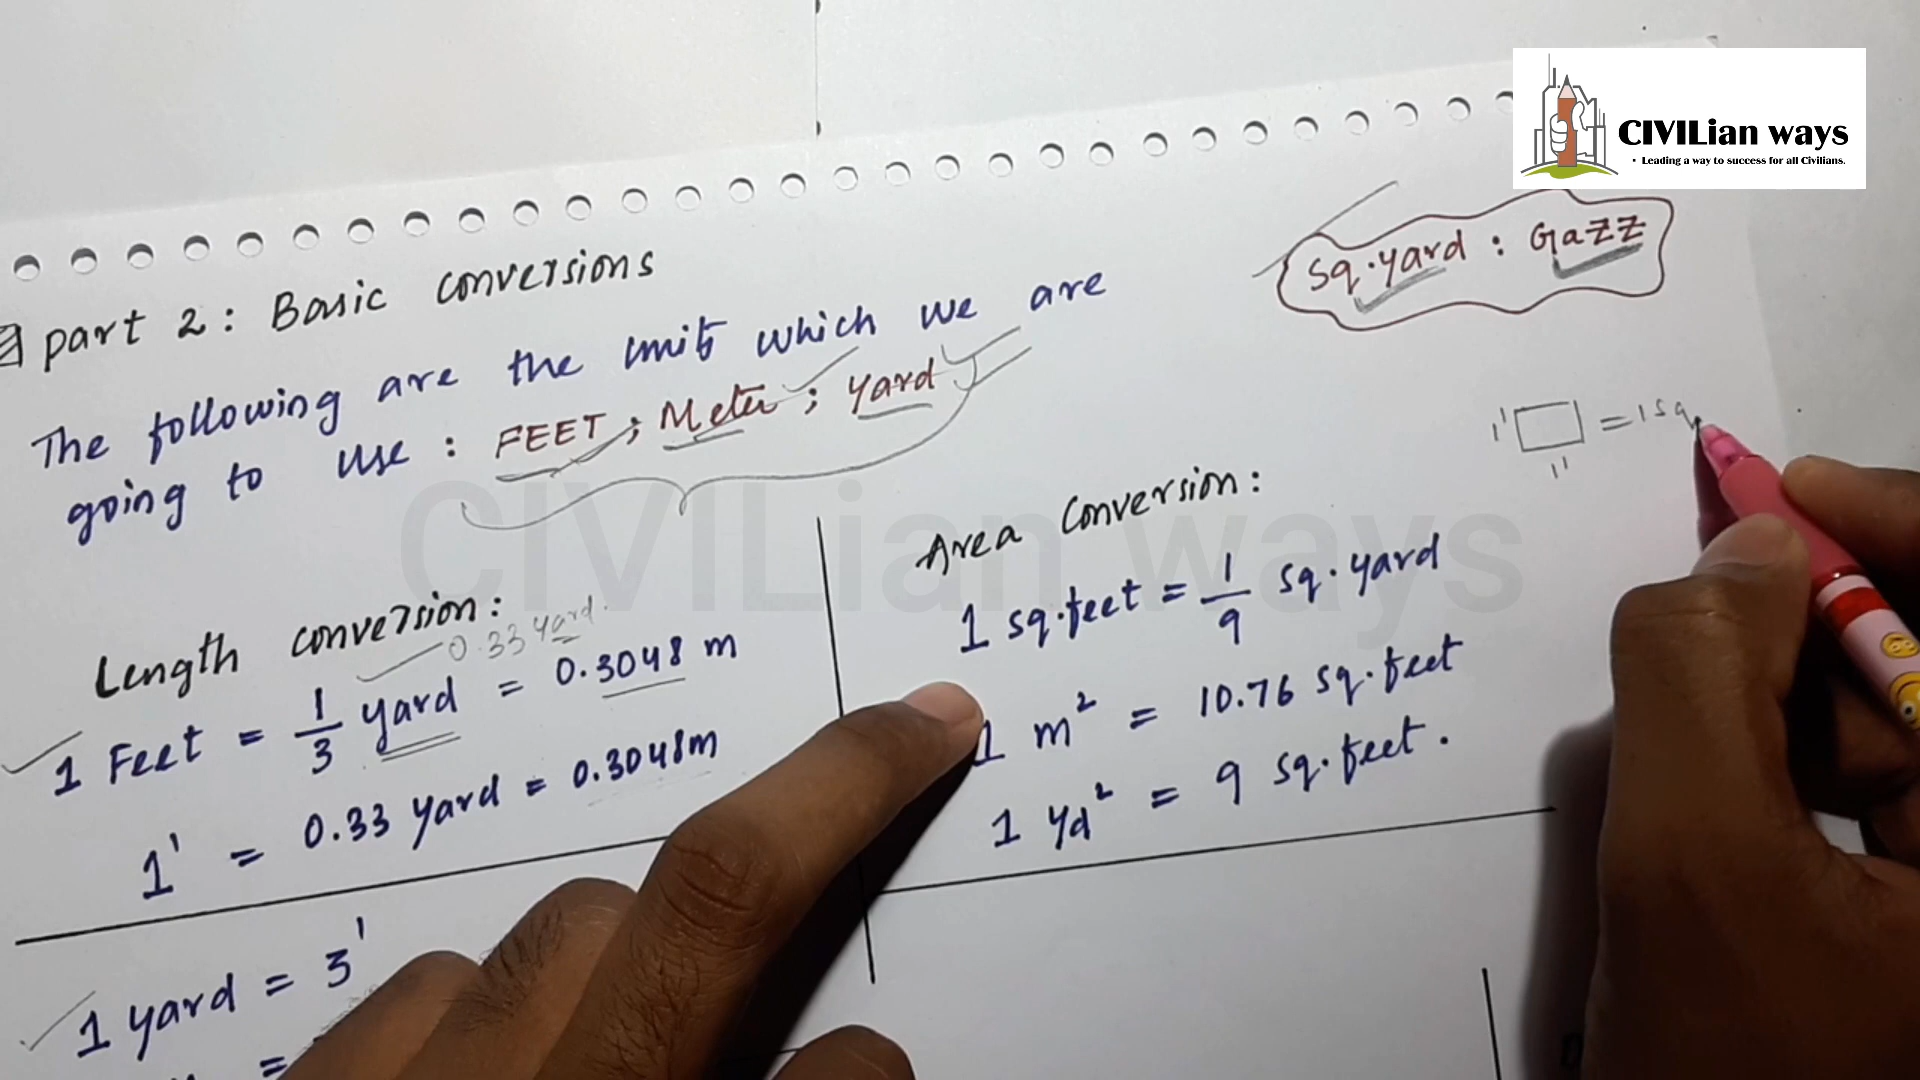 CIVILian ways
• Leading a way to success for all Civilians.
Sq.yard : GaZZ
part 2 : Basic conversions
The following are the units which we are
going to use : FEET ; Meter ; Yard
1' 1' = 1 sq
CIVILian ways
Length conversion :
0.33 yard.
1 Feet = 1/3 yard = 0.3048 m
1' = 0.33 yard = 0.3048m
1 yard = 3'
=
Area Conversion :
1 sq.feet = 1/9 sq.yard
1 m² = 10.76 sq.feet
1 yd² = 9 sq.feet.